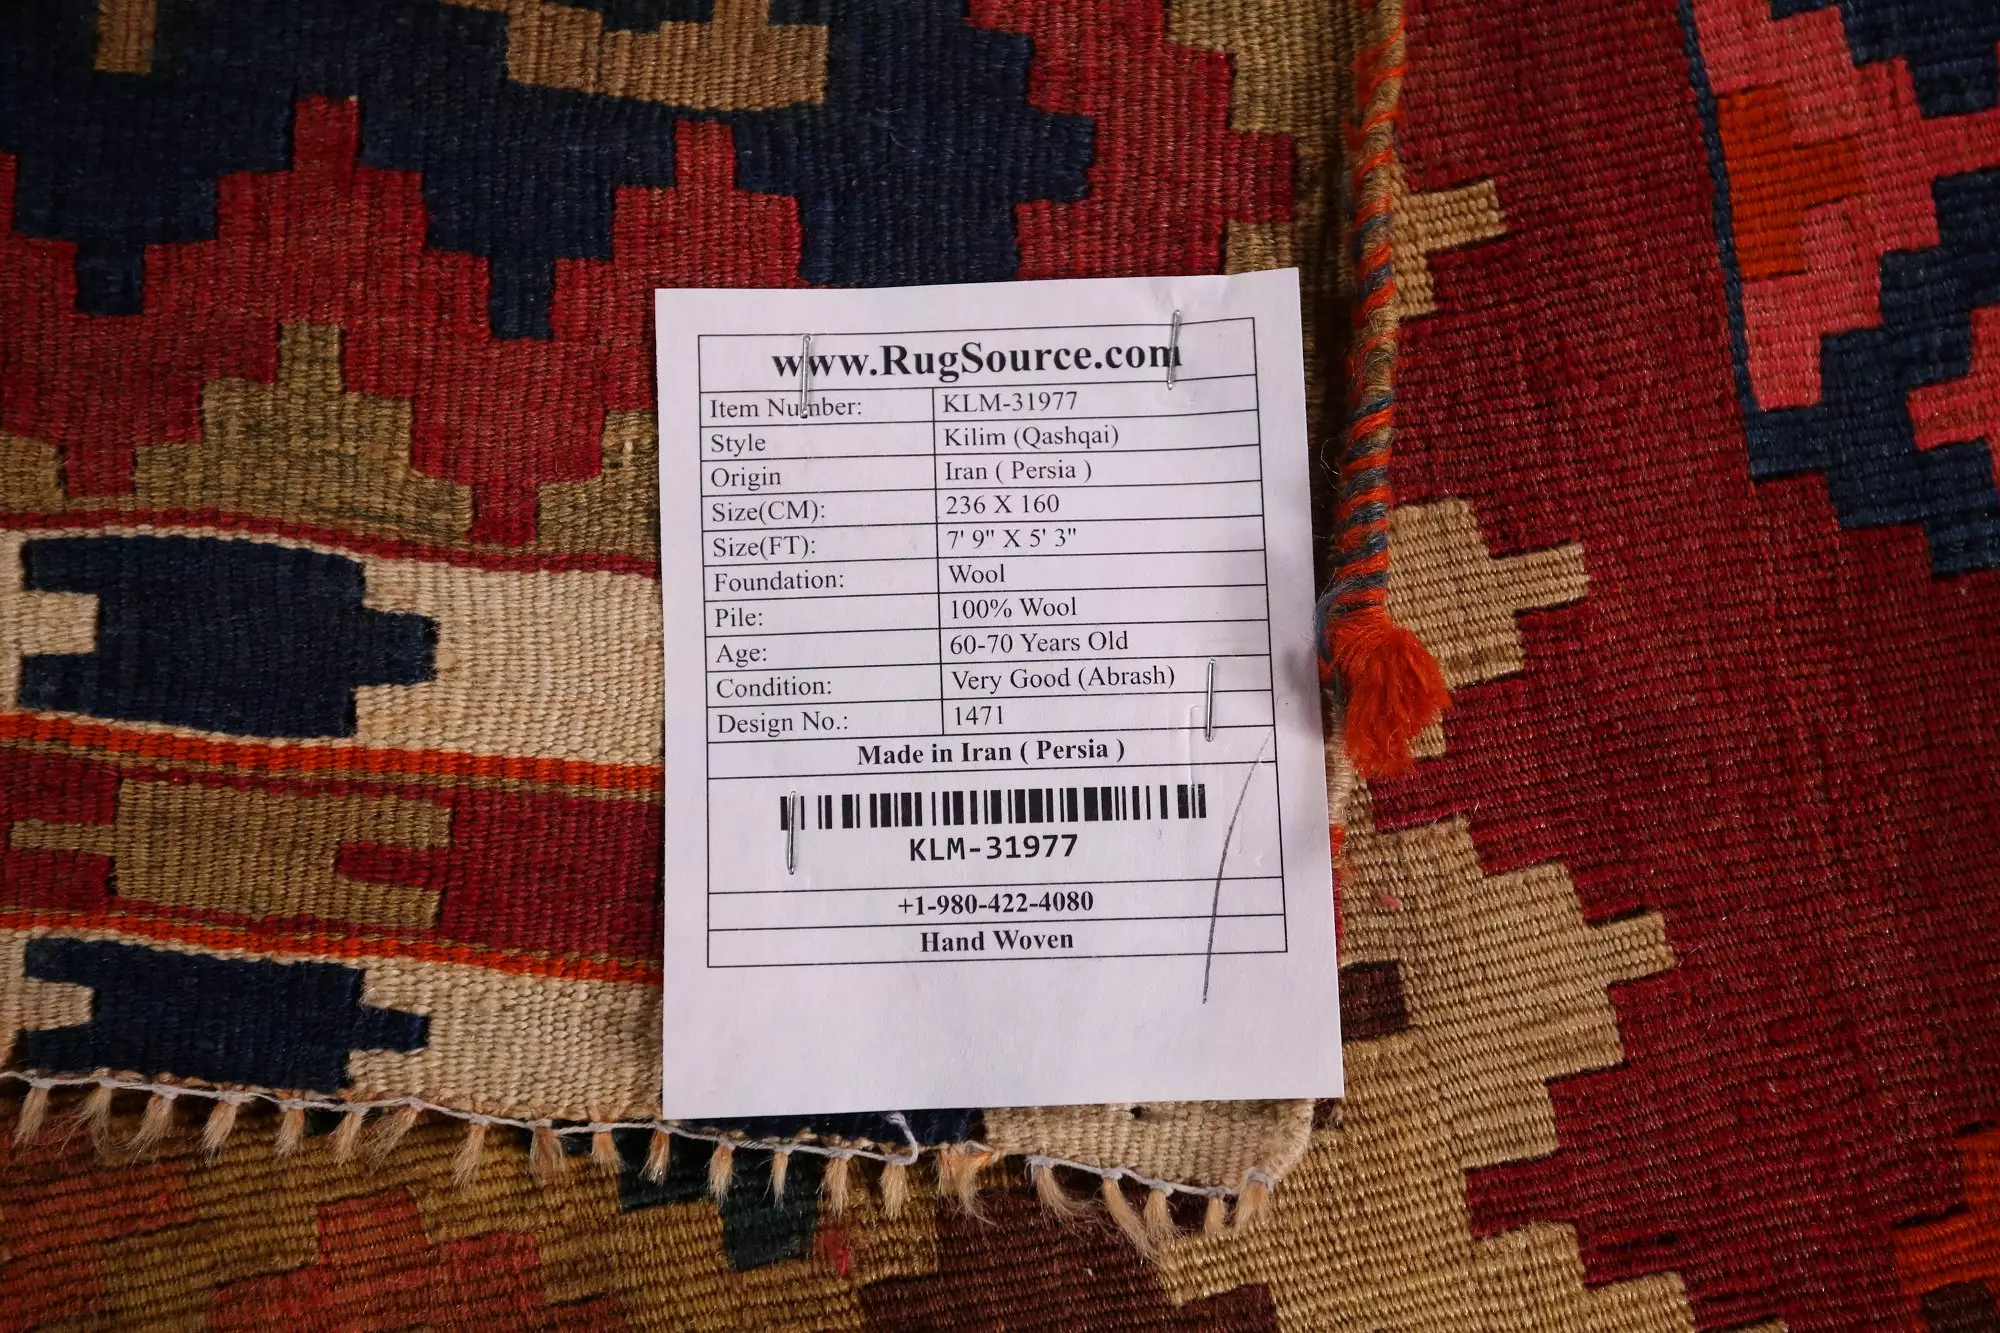 www.RugSource.com
Item Number: KLM-31977
Style Kilim (Qashqai)
Origin Iran ( Persia )
Size(CM): 236 X 160
Size(FT): 7' 9" X 5' 3"
Foundation: Wool
Pile: 100% Wool
Age: 60-70 Years Old
Condition: Very Good (Abrash)
Design No.: 1471
Made in Iran ( Persia )
KLM-31977
+1-980-422-4080
Hand Woven